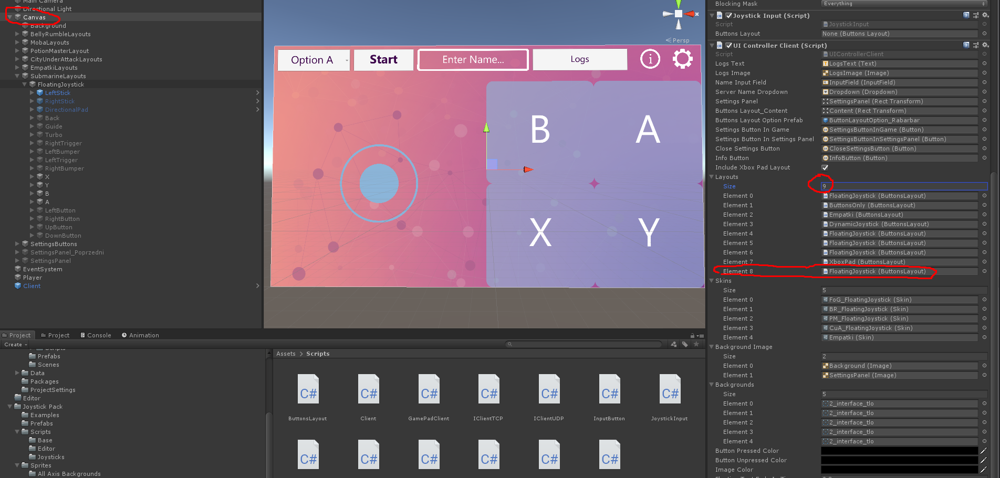 Main Camera
Directional Light
Canvas
Background
BellyRumbleLayouts
MobaLayouts
PotionMasterLayout
CityUnderAttackLayouts
EmpatkiLayouts
SubmarineLayouts
FloatingJoystick
LeftStick
RightStick
DirectionalPad
Back
Guide
Turbo
RightTrigger
LeftBumper
LeftTrigger
RightBumper
X
Y
B
A
LeftButton
RightButton
UpButton
DownButton
SettingsButtons
SettingsPanel_Poprzedni
SettingsPanel
EventSystem
Player
Client
x
Persp
Option A Start Enter Name... Logs i
B A
X Y
Blocking Mask Everything
Joystick Input (Script)
Script JoystickInput
Buttons Layout None (Buttons Layout)
UI Controller Client (Script)
Script UIControllerClient
Logs Text LogsText (Text)
Logs Image LogsImage (Image)
Name Input Field InputField (InputField)
Server Name Dropdown Dropdown (Dropdown)
Settings Panel SettingsPanel (Rect Transform)
Buttons Layout_Content Content (Rect Transform)
Buttons Layout Option Prefab ButtonLayoutOption_Rabarbar
Settings Button In Game SettingsButtonInGame (Button)
Settings Button In Settings Panel SettingsButtonInSettingsPanel (Button)
Close Settings Button CloseSettingsButton (Button)
Info Button InfoButton (Button)
Include Xbox Pad Layout
Layouts
Size 9
Element 0 FloatingJoystick (ButtonsLayout)
Element 1 ButtonsOnly (ButtonsLayout)
Element 2 Empatki (ButtonsLayout)
Element 3 DynamicJoystick (ButtonsLayout)
Element 4 FloatingJoystick (ButtonsLayout)
Element 5 FloatingJoystick (ButtonsLayout)
Element 6 FloatingJoystick (ButtonsLayout)
Element 7 XboxPad (ButtonsLayout)
Element 8 FloatingJoystick (ButtonsLayout)
Skins
Size 5
Element 0 FoG_FloatingJoystick (Skin)
Element 1 BR_FloatingJoystick (Skin)
Element 2 PM_FloatingJoystick (Skin)
Element 3 CuA_FloatingJoystick (Skin)
Element 4 Empatki (Skin)
Background Image
Size 2
Element 0 Background (Image)
Element 1 SettingsPanel (Image)
Backgrounds
Size 5
Element 0 2_interface_tlo
Element 1 2_interface_tlo
Element 2 2_interface_tlo
Element 3 2_interface_tlo
Element 4 2_interface_tlo
Button Pressed Color
Button Unpressed Color
Image Color
Project Project Console Animation
Create
Scripts
Prefabs
Scenes
Data
Packages
ProjectSettings
Editor
Joystick Pack
Examples
Prefabs
Scripts
Base
Editor
Joysticks
Sprites
All Axis Backgrounds
Assets > Scripts
C# C# C# C# C# C# C#
ButtonsLayout Client GamePadClient IClientTCP IClientUDP InputButton JoystickInput
C# C# C# C# C# C#